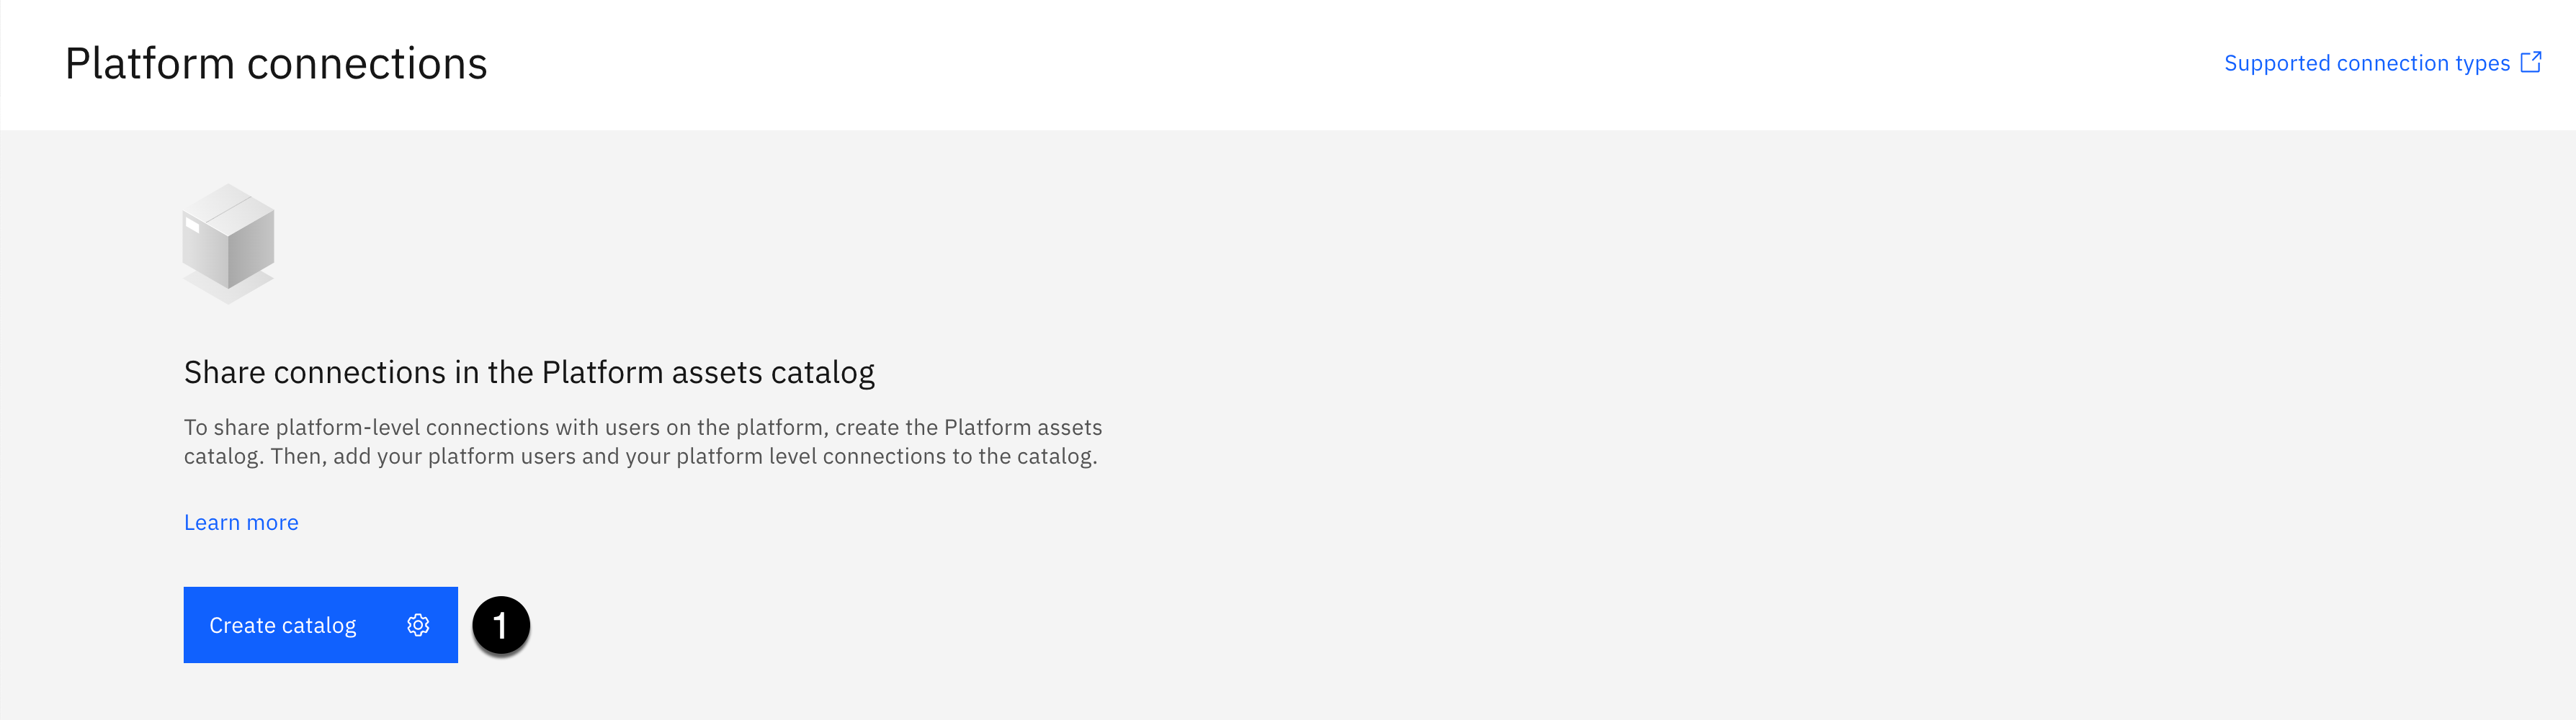 Platform connections
Supported connection types
Share connections in the Platform assets catalog
To share platform-level connections with users on the platform, create the Platform assets
catalog. Then, add your platform users and your platform level connections to the catalog.
Learn more
Create catalog
1